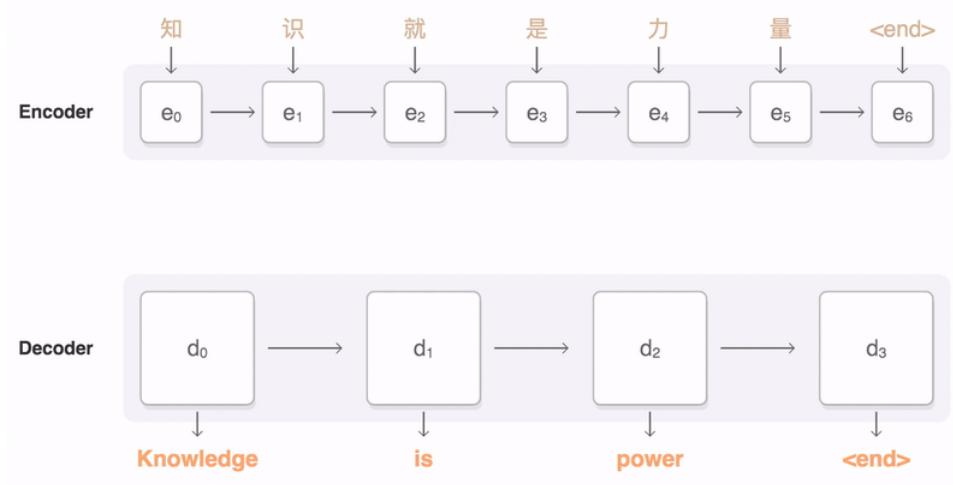 知 识 就 是 力 量 <end>
Encoder e₀ e₁ e₂ e₃ e₄ e₅ e₆
Decoder d₀ d₁ d₂ d₃
Knowledge is power <end>